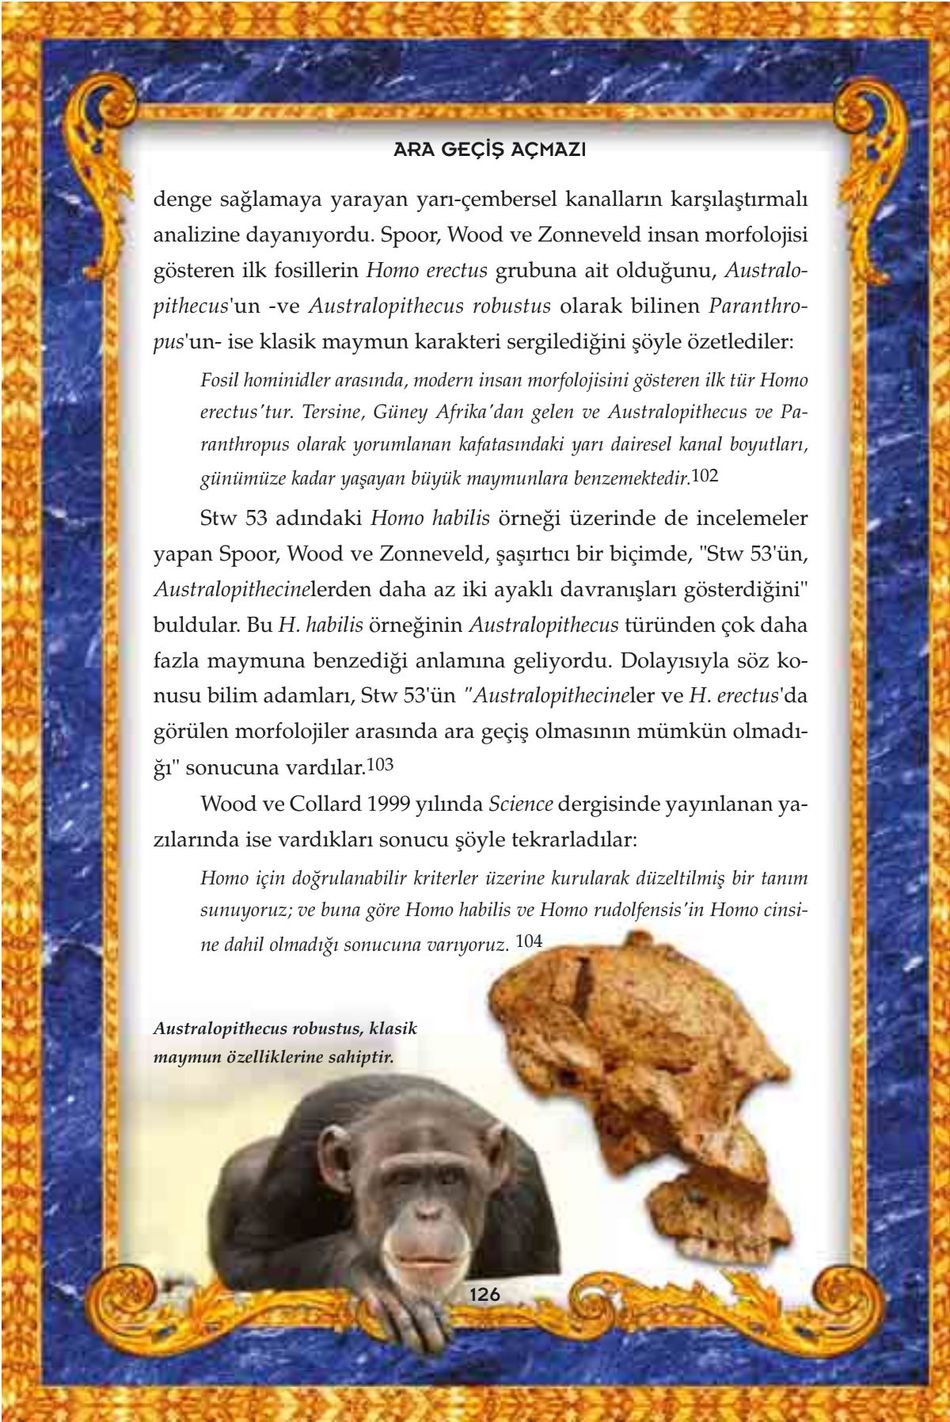 ARA GEÇİŞ AÇMAZI
denge sağlamaya yarayan yarı-çembersel kanalların karşılaştırmalı
analizine dayanıyordu. Spoor, Wood ve Zonneveld insan morfolojisi
gösteren ilk fosillerin Homo erectus grubuna ait olduğunu, Australo-
pithecus'un -ve Australopithecus robustus olarak bilinen Paranthro-
pus'un- ise klasik maymun karakteri sergilediğini şöyle özetlediler:
Fosil hominidler arasında, modern insan morfolojisini gösteren ilk tür Homo
erectus'tur. Tersine, Güney Afrika'dan gelen ve Australopithecus ve Pa-
ranthropus olarak yorumlanan kafatasındaki yarı dairesel kanal boyutları,
günümüze kadar yaşayan büyük maymunlara benzemektedir.102
Stw 53 adındaki Homo habilis örneği üzerinde de incelemeler
yapan Spoor, Wood ve Zonneveld, şaşırtıcı bir biçimde, "Stw 53'ün,
Australopithecinelerden daha az iki ayaklı davranışları gösterdiğini"
buldular. Bu H. habilis örneğinin Australopithecus türünden çok daha
fazla maymuna benzediği anlamına geliyordu. Dolayısıyla söz ko-
nusu bilim adamları, Stw 53'ün "Australopithecineler ve H. erectus'da
görülen morfolojiler arasında ara geçiş olmasının mümkün olmadı-
ğı" sonucuna vardılar.103
Wood ve Collard 1999 yılında Science dergisinde yayınlanan ya-
zılarında ise vardıkları sonucu şöyle tekrarladılar:
Homo için doğrulanabilir kriterler üzerine kurularak düzeltilmiş bir tanım
sunuyoruz; ve buna göre Homo habilis ve Homo rudolfensis'in Homo cinsi-
ne dahil olmadığı sonucuna varıyoruz. 104
Australopithecus robustus, klasik
maymun özelliklerine sahiptir.
126